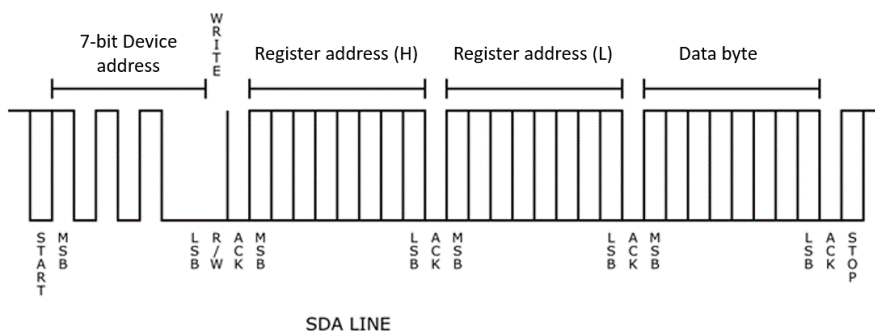 WRITE
7-bit Device
address
Register address (H)
Register address (L)
Data byte
START
MSB
LSB
R/W
ACK
MSB
LSB
ACK
MSB
LSB
ACK
MSB
LSB
ACK
STOP
SDA LINE